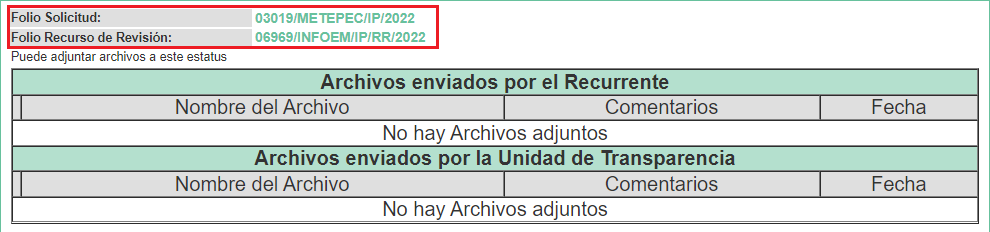 Folio Solicitud: 03019/METEPEC/IP/2022
Folio Recurso de Revisión: 06969/INFOEM/IP/RR/2022
Puede adjuntar archivos a este estatus
Archivos enviados por el Recurrente
Nombre del Archivo Comentarios Fecha
No hay Archivos adjuntos
Archivos enviados por la Unidad de Transparencia
Nombre del Archivo Comentarios Fecha
No hay Archivos adjuntos